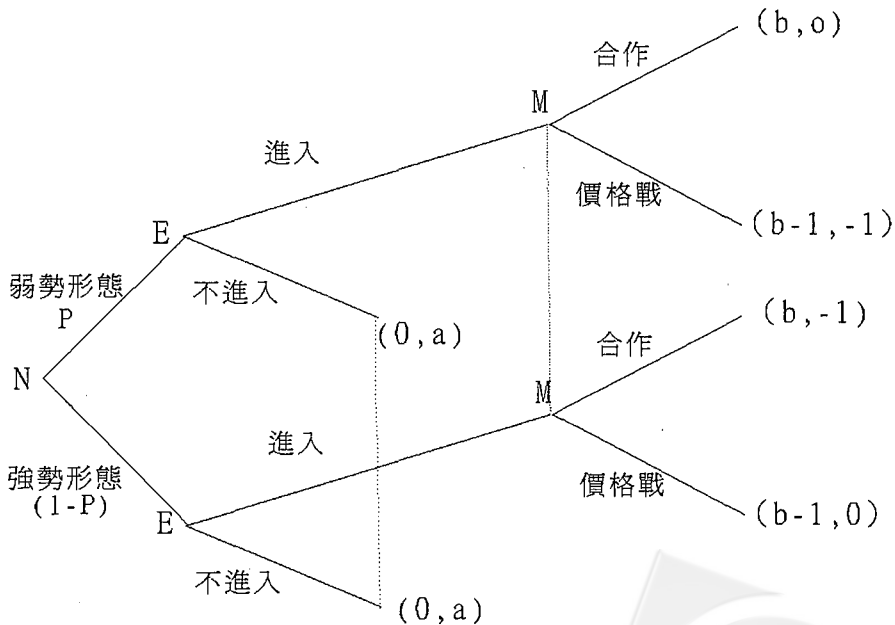 (b,o)
合作
M
進入
價格戰
E
(b-1,-1)
弱勢形態
P
不進入
(0,a)
(b,-1)
合作
N
M
進入
強勢形態
(1-P)
價格戰
E
(b-1,0)
不進入
(0,a)